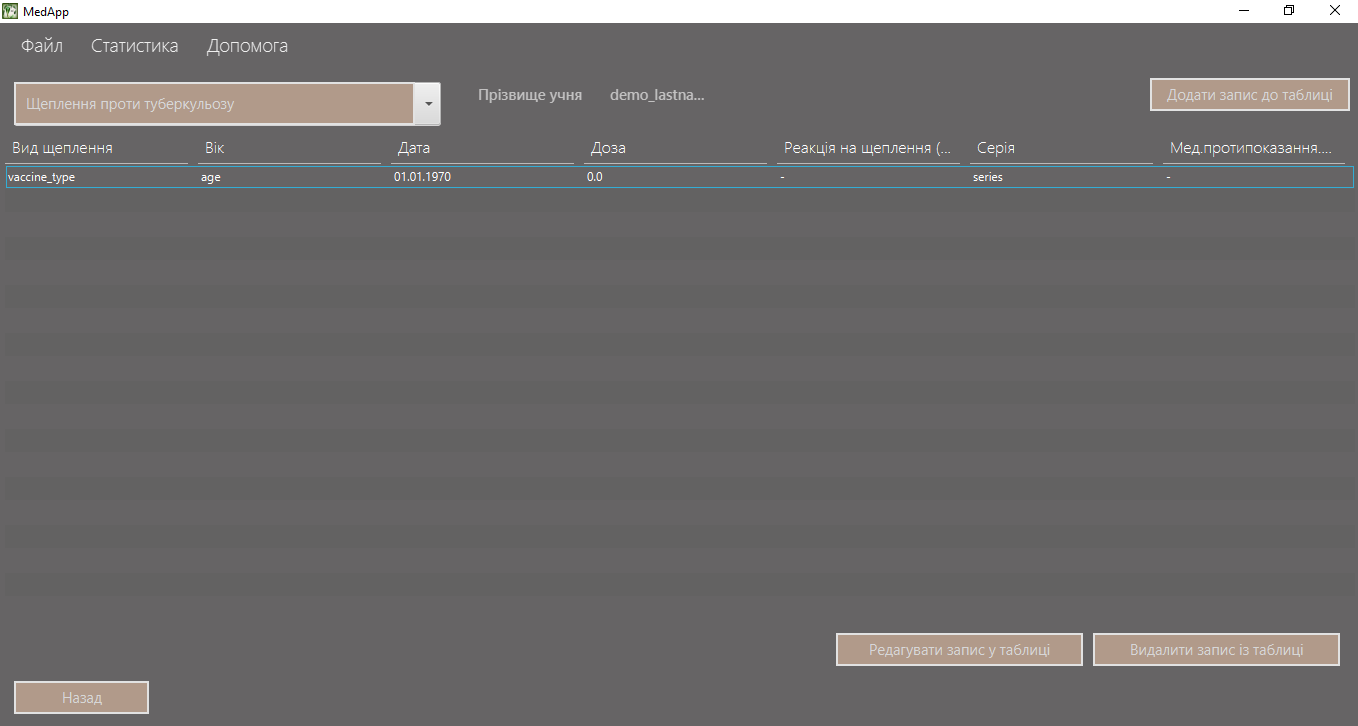 MedApp
Файл Статистика Допомога
Щеплення проти туберкульозу Прізвище учня demo_lastna... Додати запис до таблиці
Вид щеплення Вік Дата Доза Реакція на щеплення (... Серія Мед.протипоказання....
vaccine_type age 01.01.1970 0.0 - series -
Редагувати запис у таблиці Видалити запис із таблиці
Назад